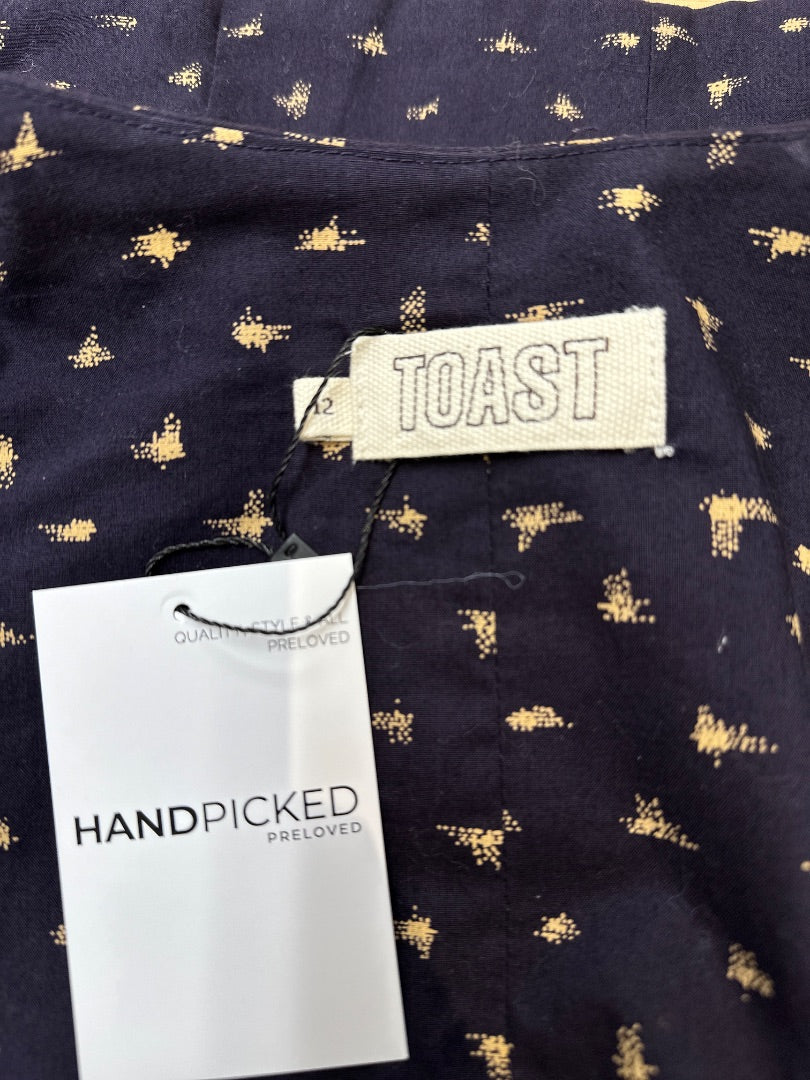 TOAST
12
QUALITY, STYLE & ALL
PRELOVED
HANDPICKED
PRELOVED